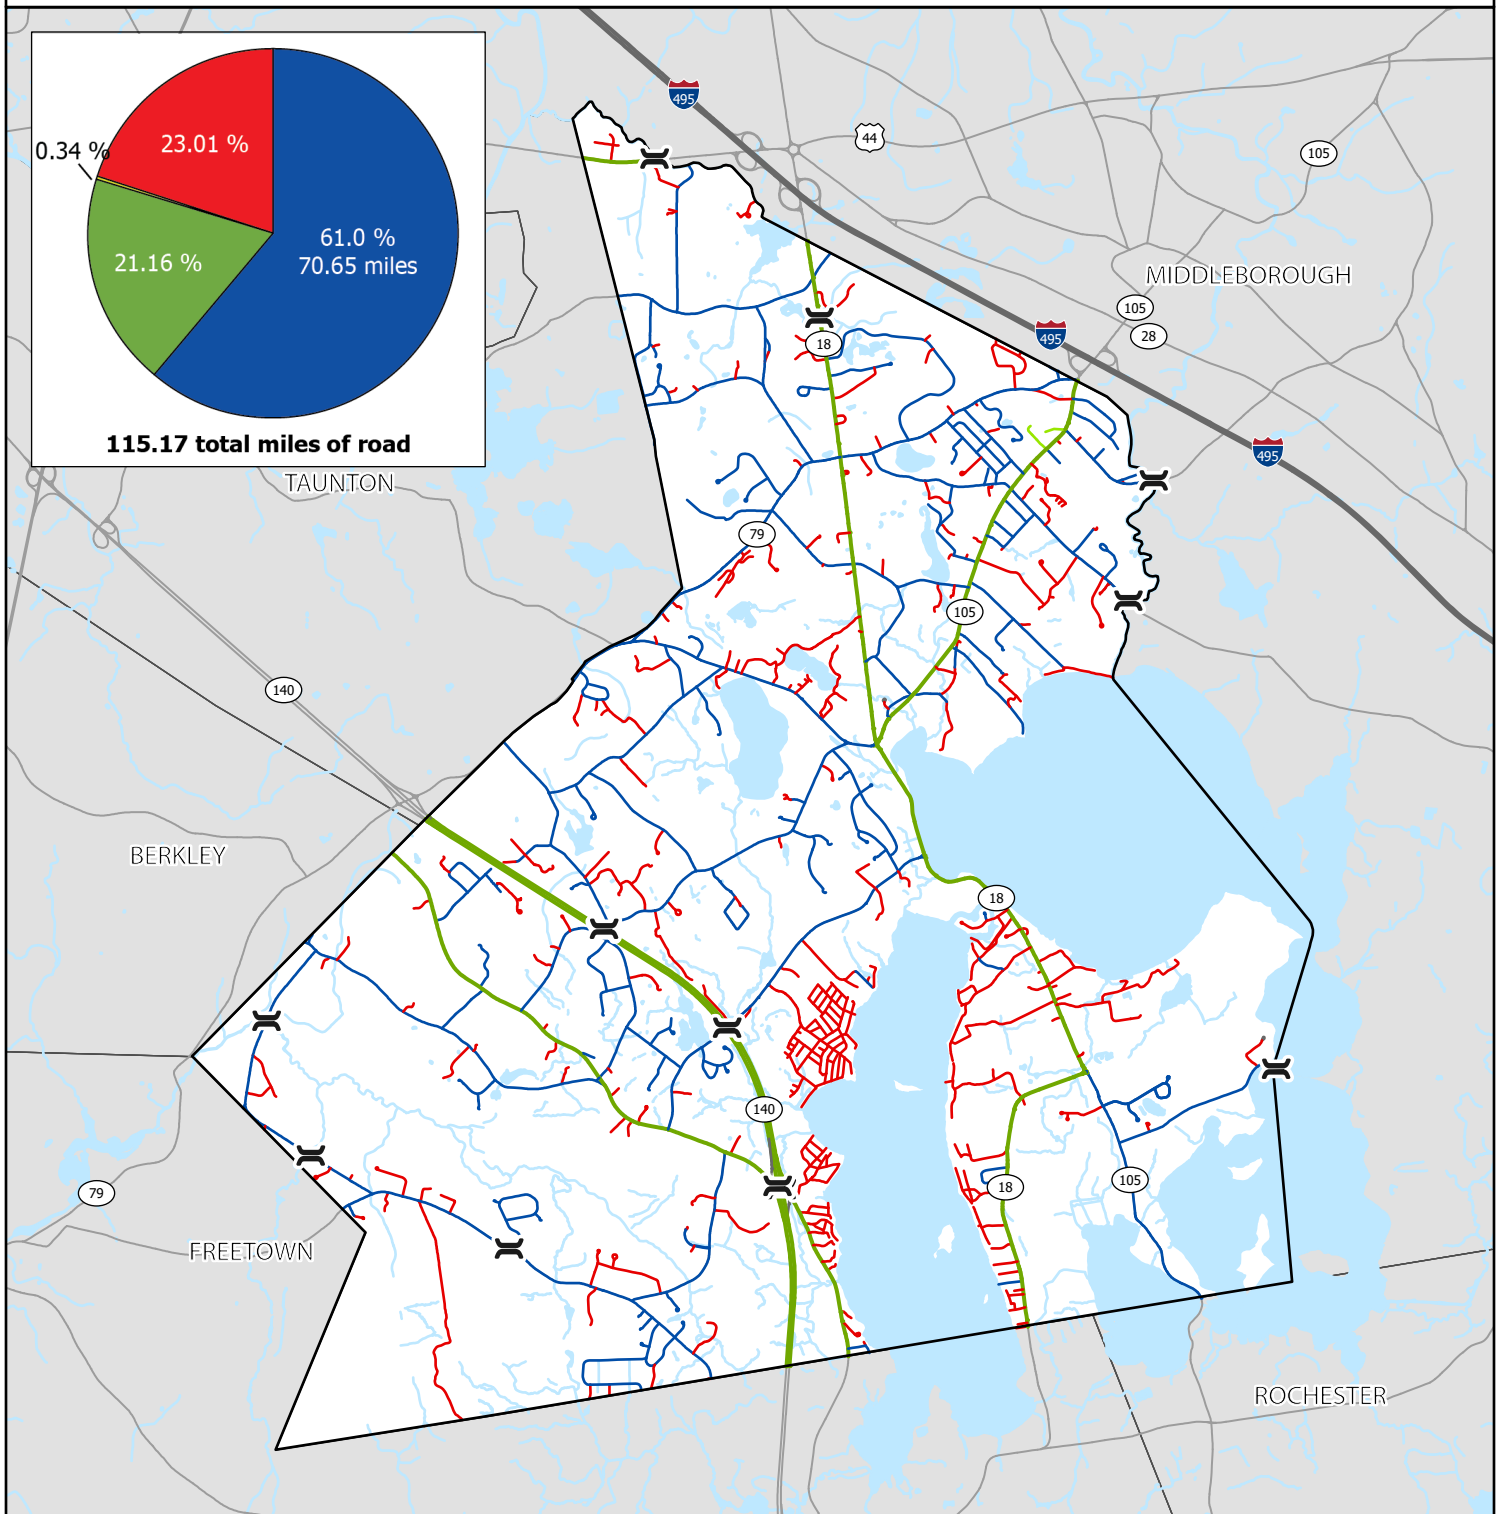 495
44
105
23.01 %
0.34 %
61.0 %
70.65 miles
21.16 %
MIDDLEBOROUGH
105
28
495
18
115.17 total miles of road
495
TAUNTON
79
105
140
BERKLEY
18
140
18
105
79
FREETOWN
ROCHESTER